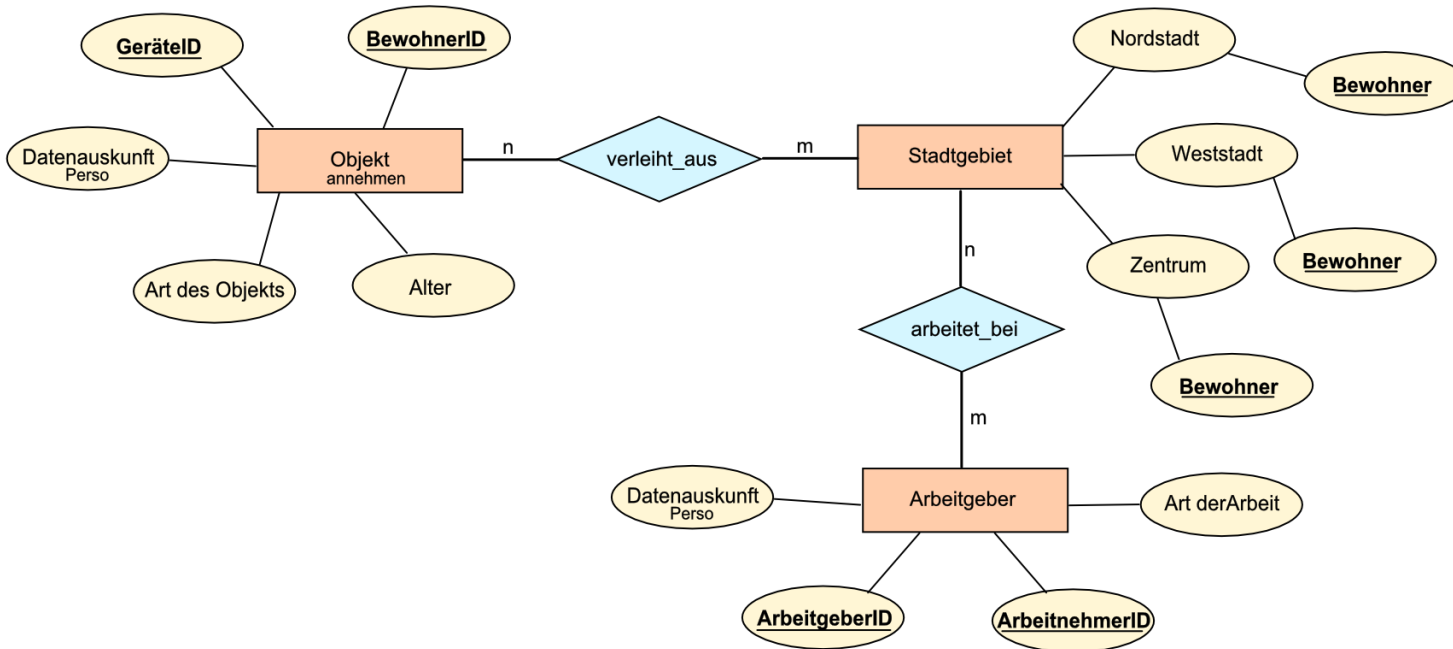 GeräteID
BewohnerID
Datenauskunft
Perso
Objekt
annehmen
Art des Objekts
Alter
n
verleiht_aus
m
Stadtgebiet
Nordstadt
Bewohner
Weststadt
Bewohner
Zentrum
Bewohner
n
arbeitet_bei
m
Datenauskunft
Perso
Arbeitgeber
Art derArbeit
ArbeitgeberID
ArbeitnehmerID